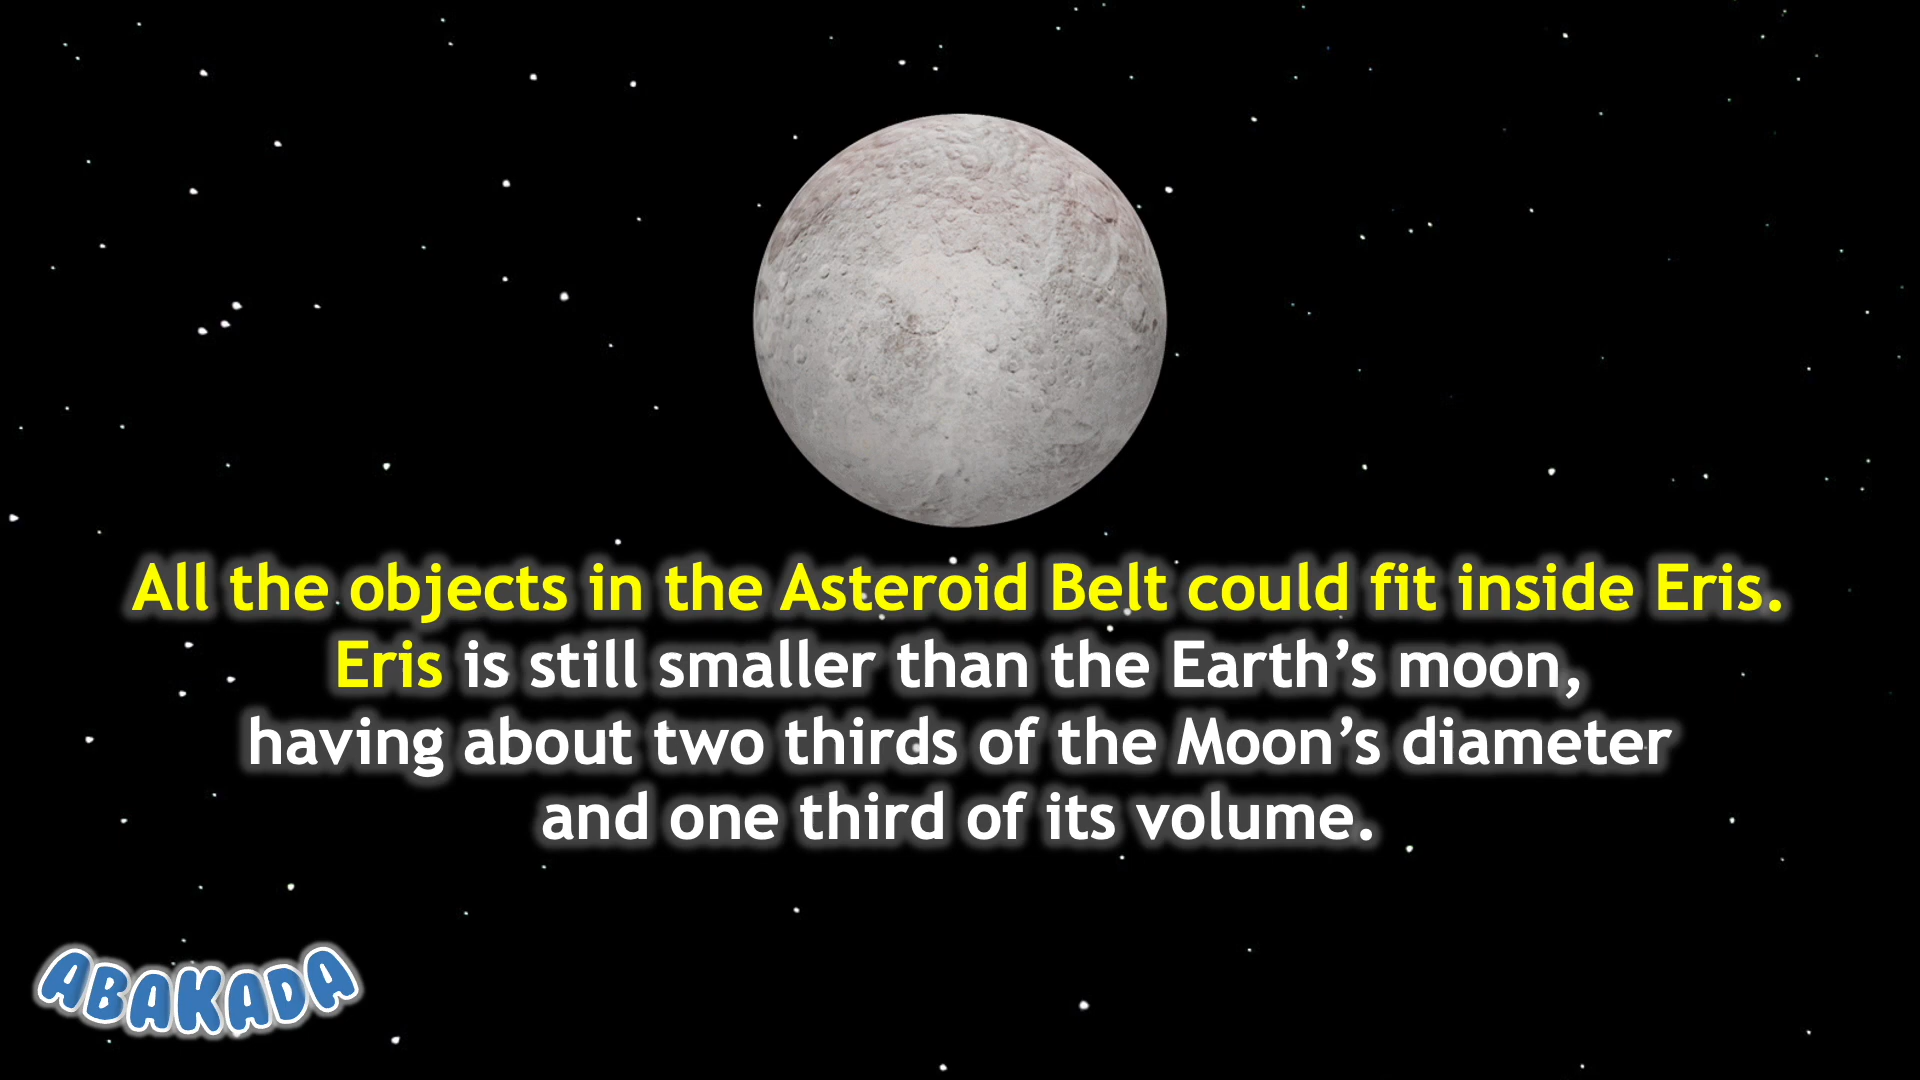 All the objects in the Asteroid Belt could fit inside Eris.
Eris is still smaller than the Earth’s moon,
having about two thirds of the Moon’s diameter
and one third of its volume.
ABAKADA